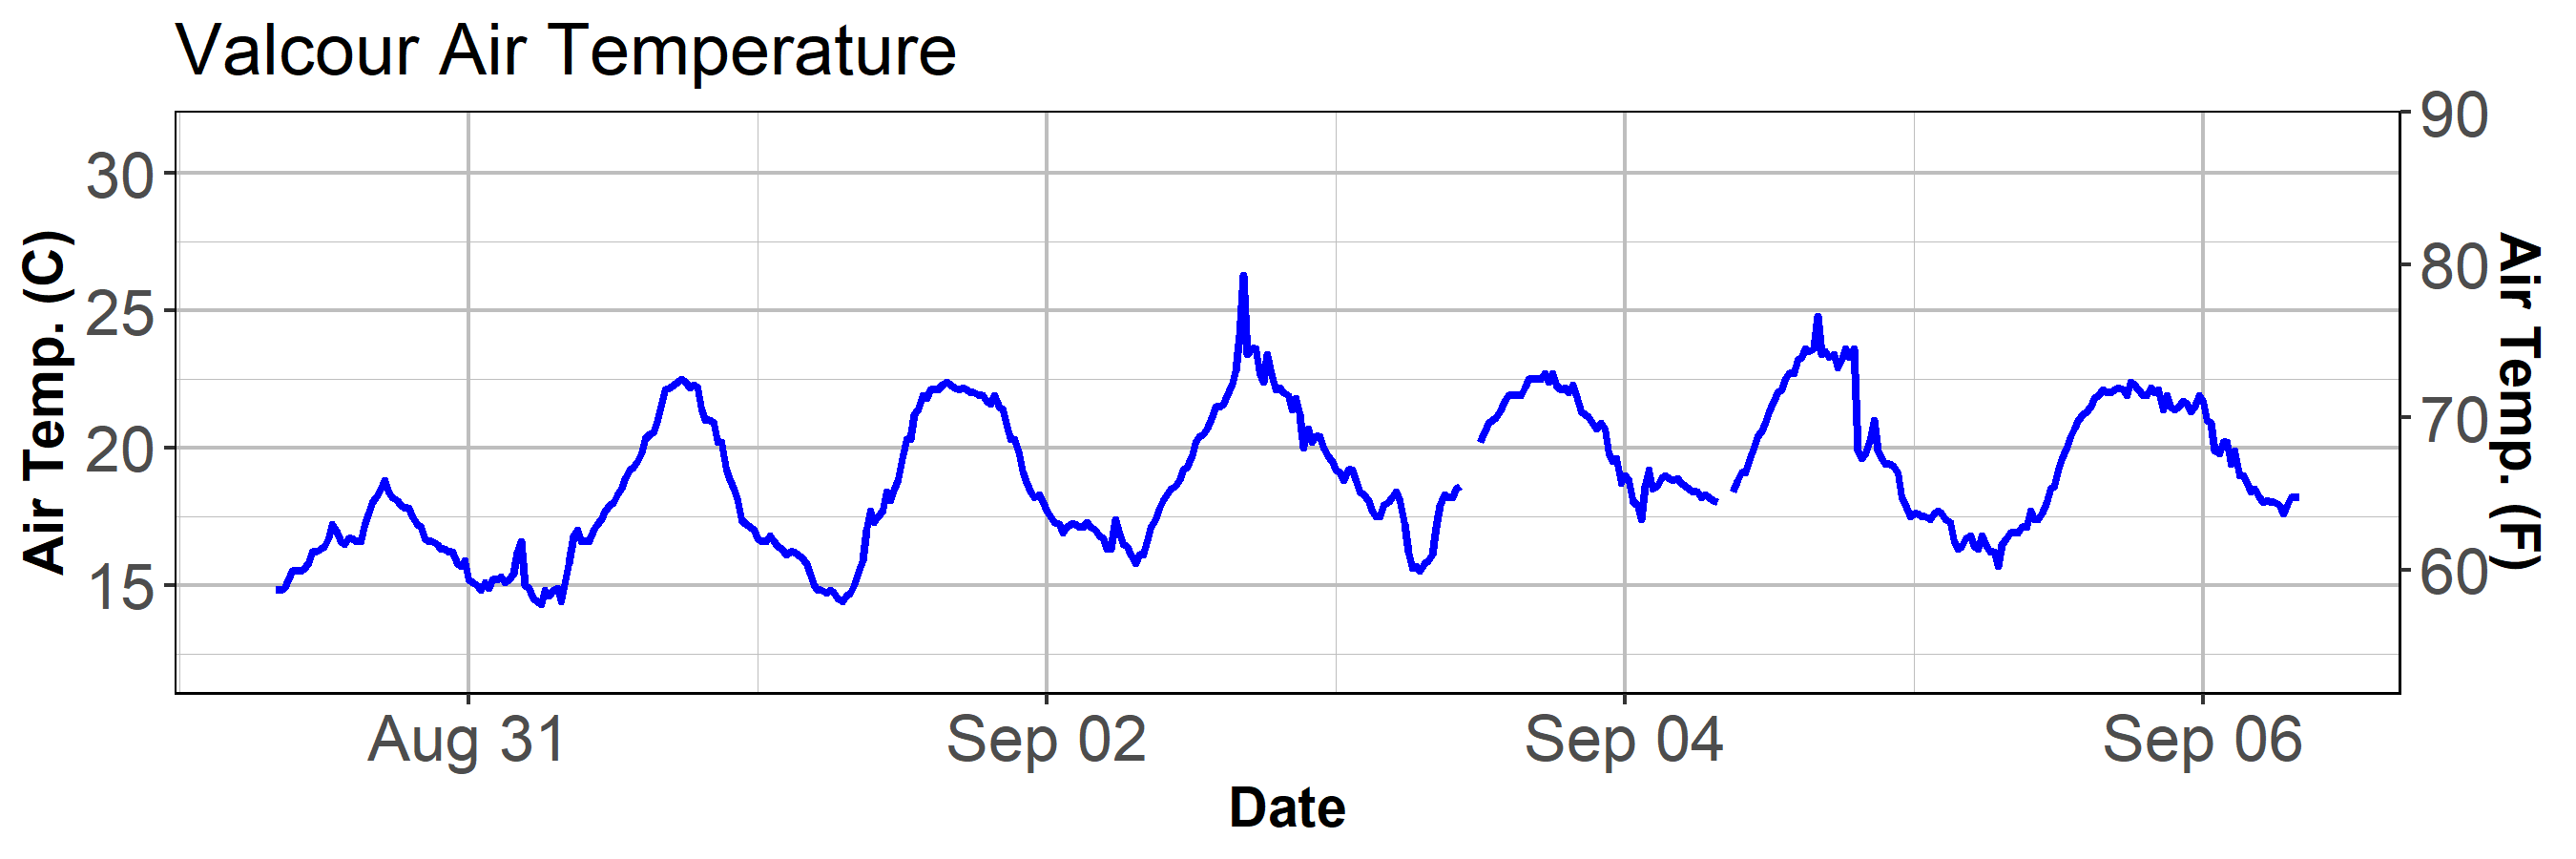 Valcour Air Temperature
Air Temp. (C)
30
25
20
15
90
80
70
60
Air Temp. (F)
Aug 31
Sep 02
Sep 04
Sep 06
Date